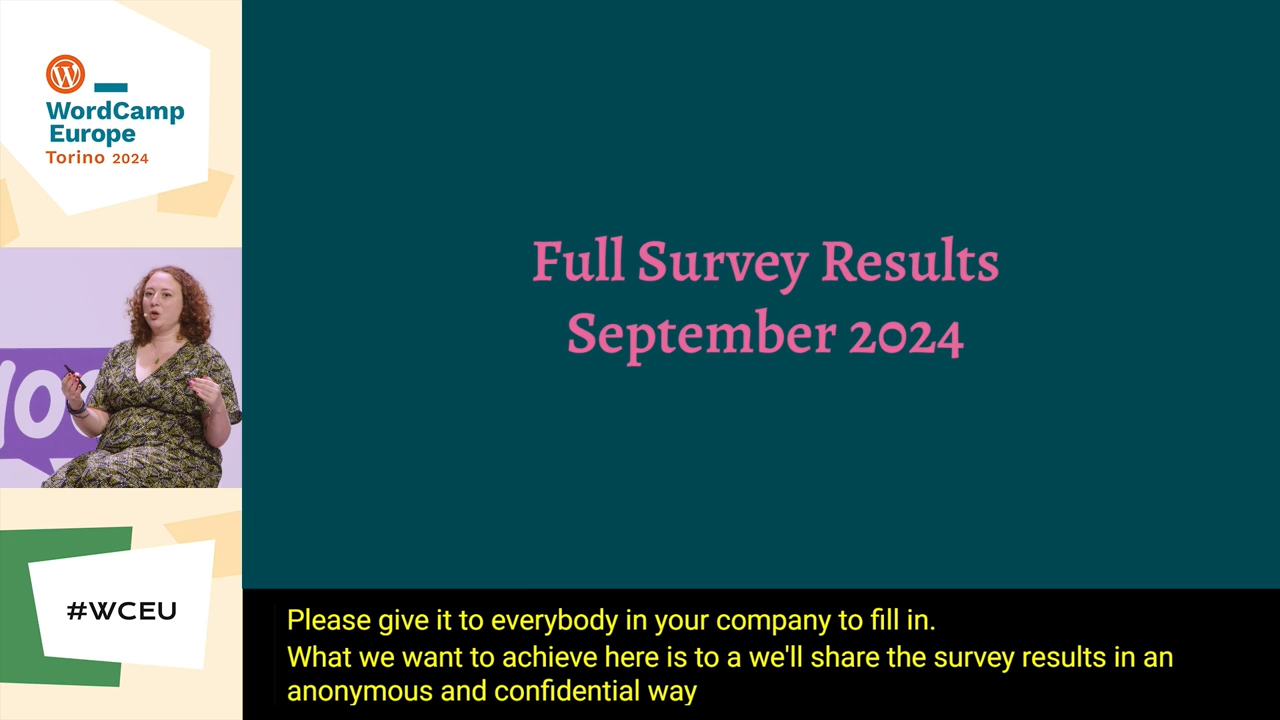 WordCamp
Europe
Torino 2024
#WCEU
Full Survey Results
September 2024
Please give it to everybody in your company to fill in.
What we want to achieve here is to a we'll share the survey results in an
anonymous and confidential way